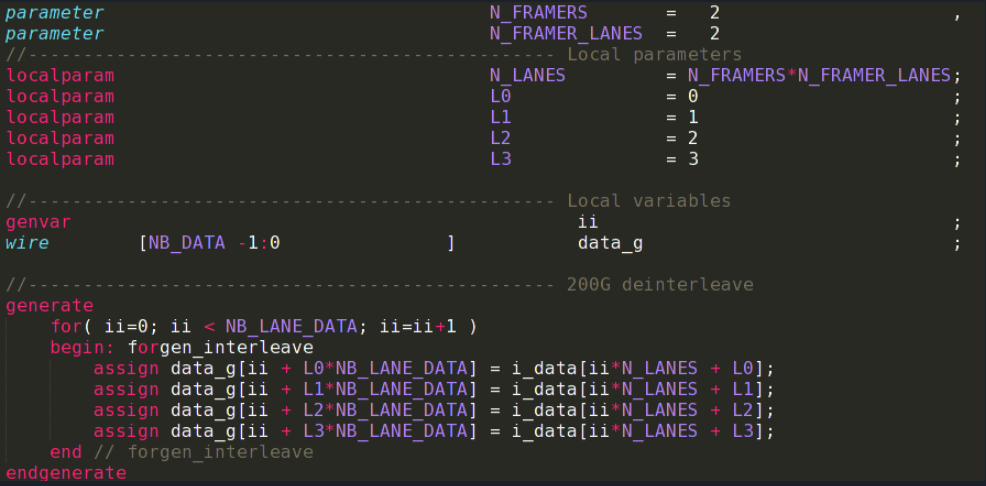 parameter                                   N_FRAMERS       =   2                     ,
parameter                                   N_FRAMER_LANES  =   2
//------------------------------------------------ Local parameters
localparam                                  N_LANES         = N_FRAMERS*N_FRAMER_LANES;
localparam                                  L0              = 0                       ;
localparam                                  L1              = 1                       ;
localparam                                  L2              = 2                       ;
localparam                                  L3              = 3                       ;
//------------------------------------------------ Local variables
genvar                                              ii                                ;
wire        [NB_DATA -1:0               ]           data_g                            ;
//------------------------------------------------ 200G deinterleave
generate
    for( ii=0; ii < NB_LANE_DATA; ii=ii+1 )
    begin: forgen_interleave
        assign data_g[ii + L0*NB_LANE_DATA] = i_data[ii*N_LANES + L0];
        assign data_g[ii + L1*NB_LANE_DATA] = i_data[ii*N_LANES + L1];
        assign data_g[ii + L2*NB_LANE_DATA] = i_data[ii*N_LANES + L2];
        assign data_g[ii + L3*NB_LANE_DATA] = i_data[ii*N_LANES + L3];
    end // forgen_interleave
endgenerate